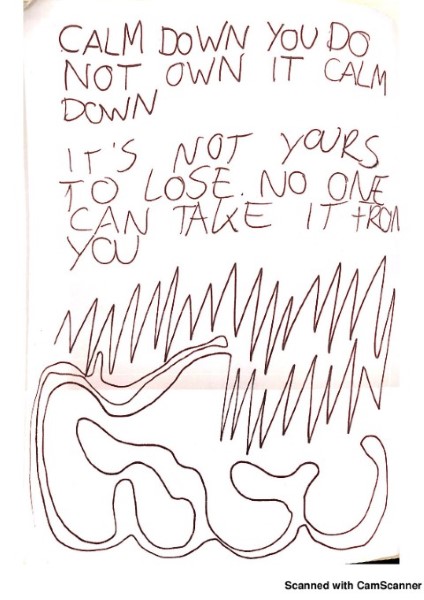 CALM DOWN YOU DO
NOT OWN IT CALM
DOWN
IT'S NOT YOURS
TO LOSE. NO ONE
CAN TAKE IT FROM
YOU
Scanned with CamScanner